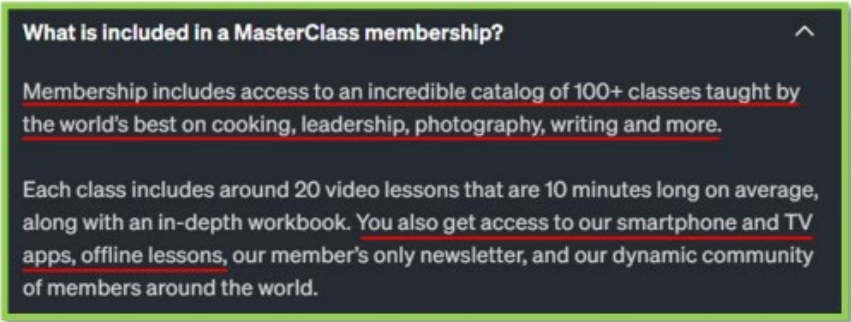 What is included in a MasterClass membership?
Membership includes access to an incredible catalog of 100+ classes taught by
the world's best on cooking, leadership, photography, writing and more.
Each class includes around 20 video lessons that are 10 minutes long on average,
along with an in-depth workbook. You also get access to our smartphone and TV
apps, offline lessons, our member's only newsletter, and our dynamic community
of members around the world.